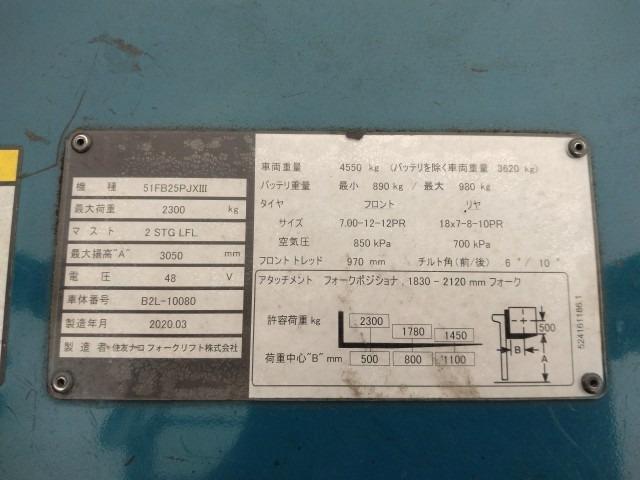 機 種 51FB25PJXIII
最大荷重 2300 kg
マスト 2 STG LFL
最大揚高"A" 3050 mm
電 圧 48 V
車体番号 B2L-10080
製造年月 2020.03
製造者 住友ナコ フォークリフト株式会社
車両重量 4550 kg (バッテリを除く車両重量 3620 kg)
バッテリ重量 最小 890 kg / 最大 980 kg
タイヤ フロント リヤ
サイズ 7.00-12-12PR 18x7-8-10PR
空気圧 850 kPa 700 kPa
フロント トレッド 970 mm チルト角(前/後) 6°/ 10°
アタッチメント フォークポジショナ, 1830 - 2120 mm フォーク
許容荷重 kg 2300 1780 1450
荷重中心"B" mm 500 800 1100
500
B
A
524161186.1